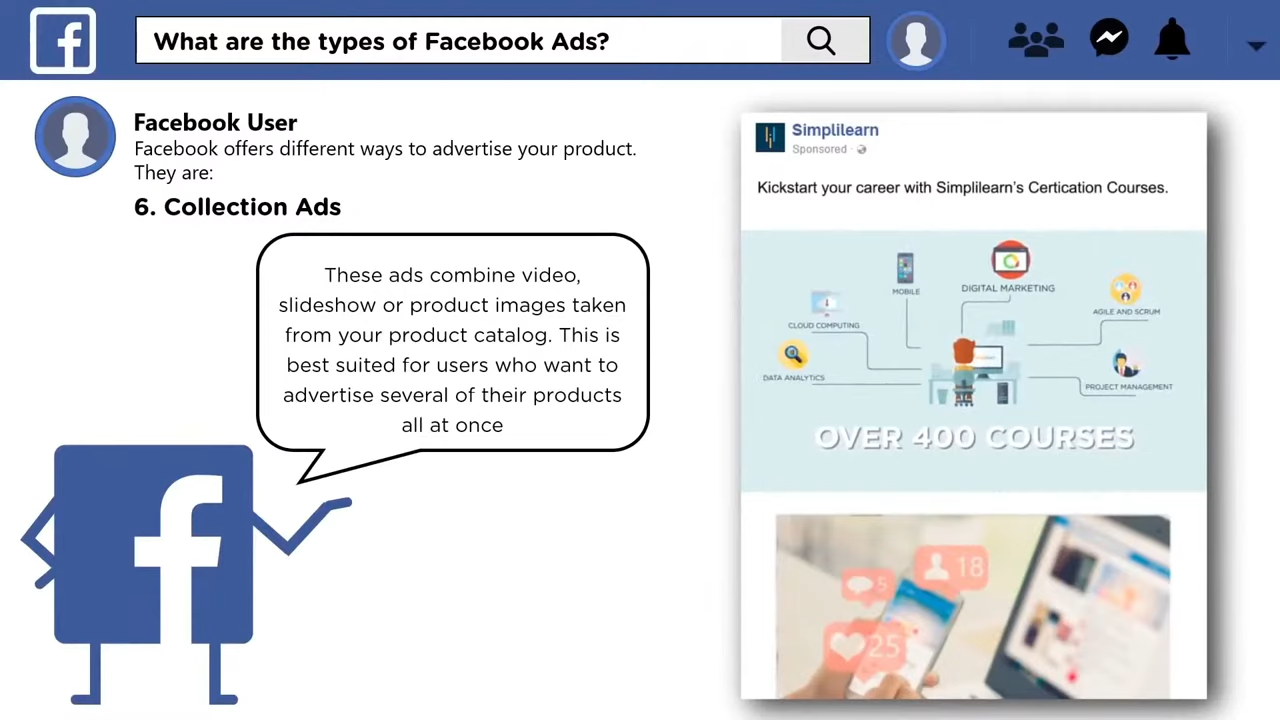 What are the types of Facebook Ads?
Facebook User
Facebook offers different ways to advertise your product.
They are:
6. Collection Ads
These ads combine video,
slideshow or product images taken
from your product catalog. This is
best suited for users who want to
advertise several of their products
all at once
f
f
Simplilearn
Sponsored ·
Kickstart your career with Simplilearn's Certication Courses.
MOBILE
DIGITAL MARKETING
AGILE AND SCRUM
CLOUD COMPUTING
DATA ANALYTICS
PROJECT MANAGEMENT
OVER 400 COURSES
18
5
25